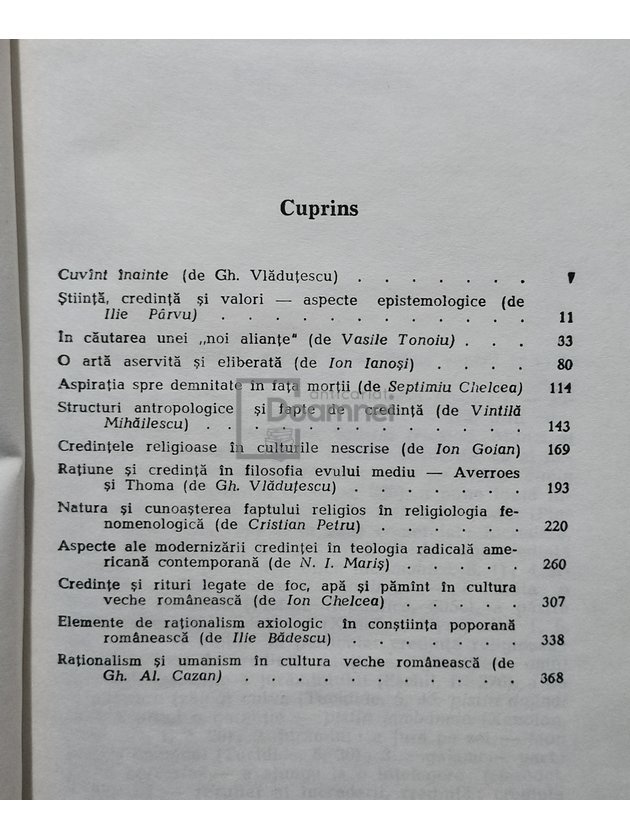 Cuprins
Cuvînt înainte (de Gh. Vlăduțescu) . . . . . . . 7
Știință, credință și valori — aspecte epistemologice (de
Ilie Pârvu) . . . . . . . . . . . . . 11
În căutarea unei „noi alianțe“ (de Vasile Tonoiu) . . . 33
O artă aservită și eliberată (de Ion Ianoși) . . . . 80
Aspirația spre demnitate în fața morții (de Septimiu Chelcea) 114
Structuri antropologice și fapte de credință (de Vintilă
Mihăilescu) . . . . . . . . . . . . . 143
Credințele religioase în culturile nescrise (de Ion Goian) 169
Rațiune și credință în filosofia evului mediu — Averroes
și Thoma (de Gh. Vlăduțescu) . . . . . . . 193
Natura și cunoașterea faptului religios în religiologia fe-
nomenologică (de Cristian Petru) . . . . . . 220
Aspecte ale modernizării credinței în teologia radicală ame-
ricană contemporană (de N. I. Mariș) . . . . . 260
Credințe și rituri legate de foc, apă și pămînt în cultura
veche românească (de Ion Chelcea) . . . . . 307
Elemente de raționalism axiologic în conștiința poporană
românească (de Ilie Bădescu) . . . . . . . 338
Raționalism și umanism în cultura veche românească (de
Gh. Al. Cazan) . . . . . . . . . . . 368
anticariat
Doamnei